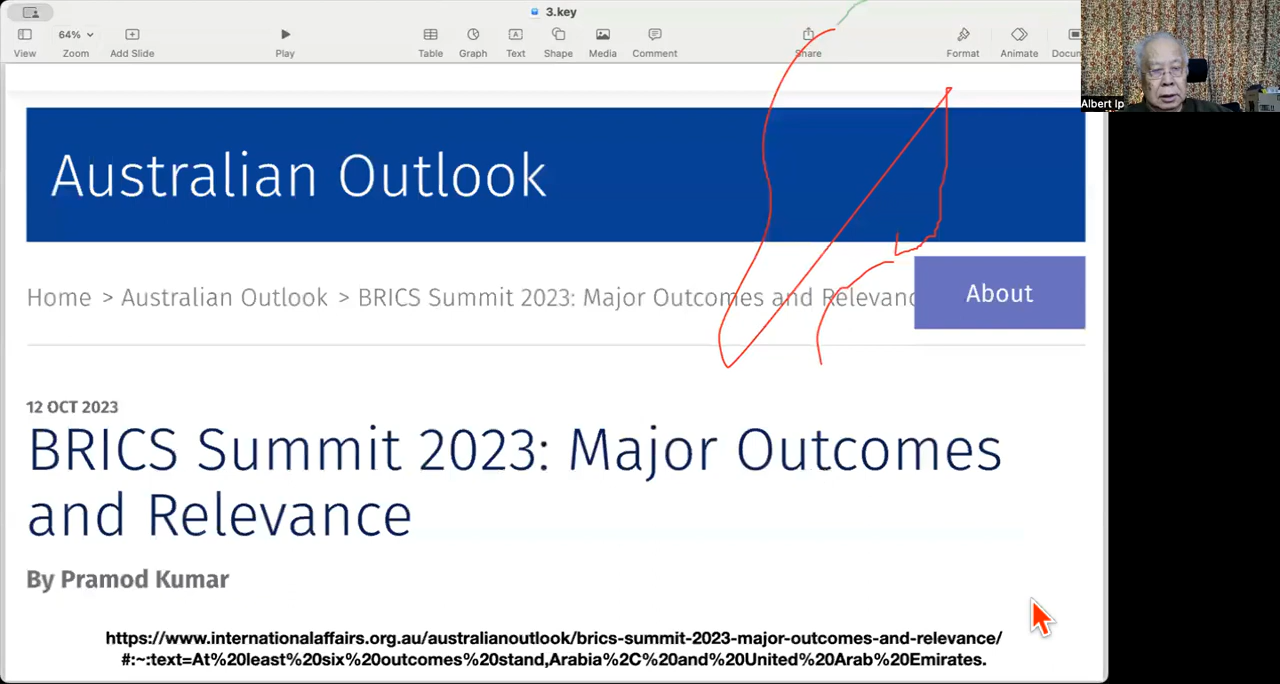 3.key
64%
View Zoom Add Slide Play Table Graph Text Shape Media Comment Share Format Animate Docum
Albert Ip
Australian Outlook
Home > Australian Outlook > BRICS Summit 2023: Major Outcomes and Relevanc
About
12 OCT 2023
BRICS Summit 2023: Major Outcomes
and Relevance
By Pramod Kumar
https://www.internationalaffairs.org.au/australianoutlook/brics-summit-2023-major-outcomes-and-relevance/
#:~:text=At%20least%20six%20outcomes%20stand,Arabia%2C%20and%20United%20Arab%20Emirates.